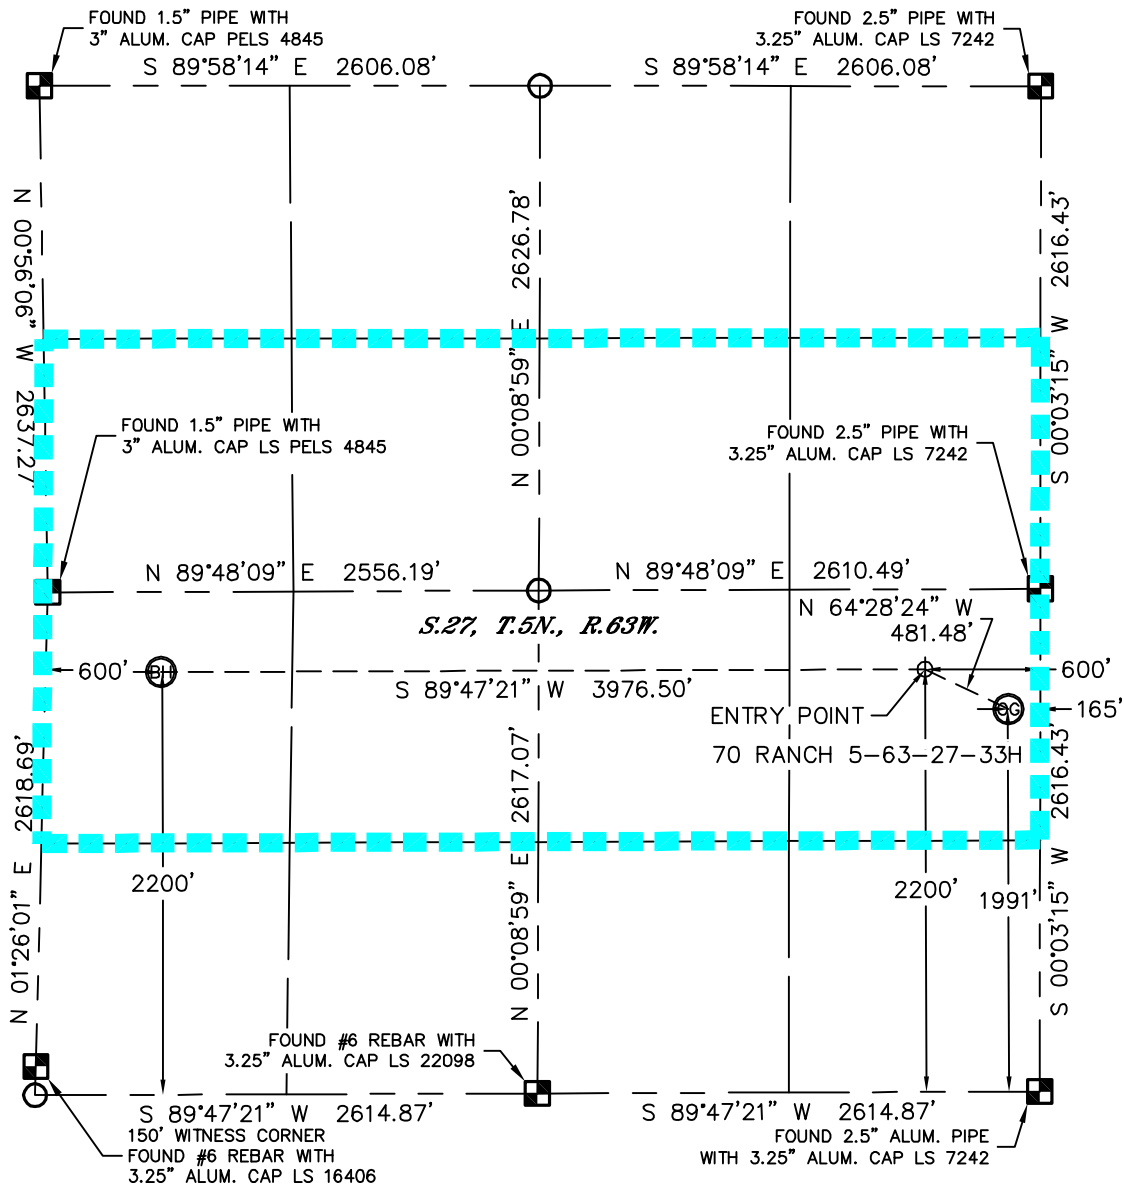 FOUND 1.5” PIPE WITH
3” ALUM. CAP PELS 4845
FOUND 2.5” PIPE WITH
3.25” ALUM. CAP LS 7242
S 89°58’14” E 2606.08’
S 89°58’14” E 2606.08’
N 00°56’06” W 2637.27’
N 00°08’59” E 2626.78’
S 00°03’15” W 2616.43’
FOUND 1.5” PIPE WITH
3” ALUM. CAP LS PELS 4845
FOUND 2.5” PIPE WITH
3.25” ALUM. CAP LS 7242
N 89°48’09” E 2556.19’
N 89°48’09” E 2610.49’
N 64°28’24” W
481.48’
S.27, T.5N., R.63W.
600’
BH
600’
S 89°47’21” W 3976.50’
OG
165’
ENTRY POINT
70 RANCH 5-63-27-33H
N 01°26’01” E 2618.69’
N 00°08’59” E 2617.07’
S 00°03’15” W 2616.43’
2200’
2200’
1991’
FOUND #6 REBAR WITH
3.25” ALUM. CAP LS 22098
S 89°47’21” W 2614.87’
S 89°47’21” W 2614.87’
150’ WITNESS CORNER
FOUND #6 REBAR WITH
3.25” ALUM. CAP LS 16406
FOUND 2.5” ALUM. PIPE
WITH 3.25” ALUM. CAP LS 7242